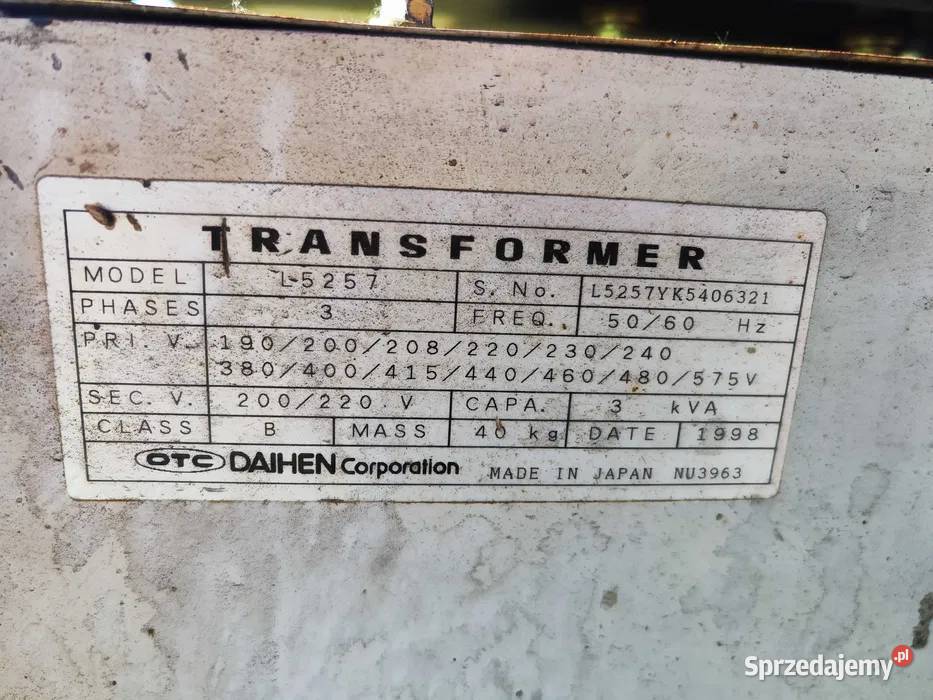 TRANSFORMER
MODEL L-5257 S. No. L5257YK5406321
PHASES 3 FREQ. 50/60 Hz
PRI. V. 190/200/208/220/230/240
380/400/415/440/460/480/575V
SEC. V. 200/220 V CAPA. 3 kVA
CLASS B MASS 40 kg DATE 1998
OTC DAIHEN Corporation MADE IN JAPAN NU3963
Sprzedajemy.pl